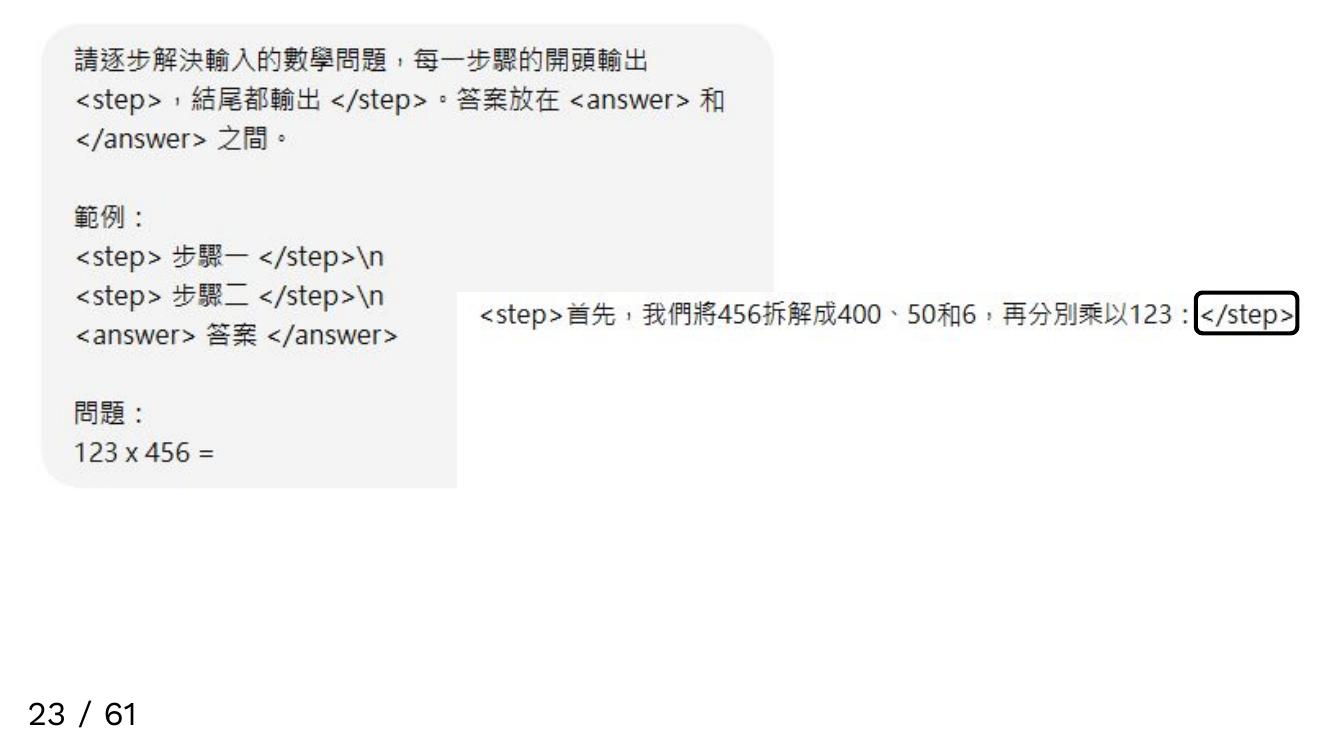 請逐步解決輸入的數學問題，每一步驟的開頭輸出
<step>，結尾都輸出 </step>。答案放在 <answer> 和
</answer> 之間。
範例：
<step> 步驟一 </step>\n
<step> 步驟二 </step>\n
<answer> 答案 </answer>
問題：
123 x 456 =
<step>首先，我們將456拆解成400、50和6，再分別乘以123：</step>
23 / 61